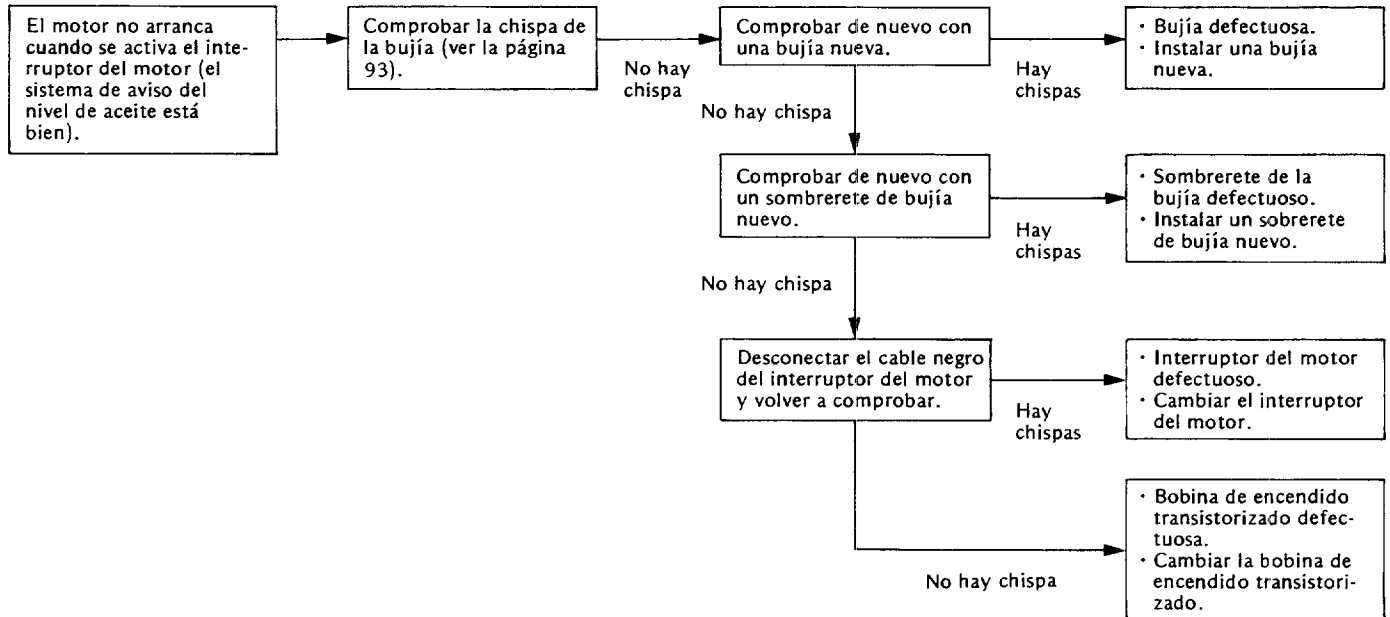 El motor no arranca
cuando se activa el inte-
rruptor del motor (el
sistema de aviso del
nivel de aceite está
bien).
Comprobar la chispa de
la bujía (ver la página
93).
No hay
chispa
Comprobar de nuevo con
una bujía nueva.
Hay
chispas
· Bujía defectuosa.
· Instalar una bujía
nueva.
No hay chispa
Comprobar de nuevo con
un sombrerete de bujía
nuevo.
Hay
chispas
· Sombrerete de la
bujía defectuoso.
· Instalar un sobrerete
de bujía nuevo.
No hay chispa
Desconectar el cable negro
del interruptor del motor
y volver a comprobar.
Hay
chispas
· Interruptor del motor
defectuoso.
· Cambiar el interruptor
del motor.
No hay chispa
· Bobina de encendido
transistorizado defec-
tuosa.
· Cambiar la bobina de
encendido transistori-
zado.